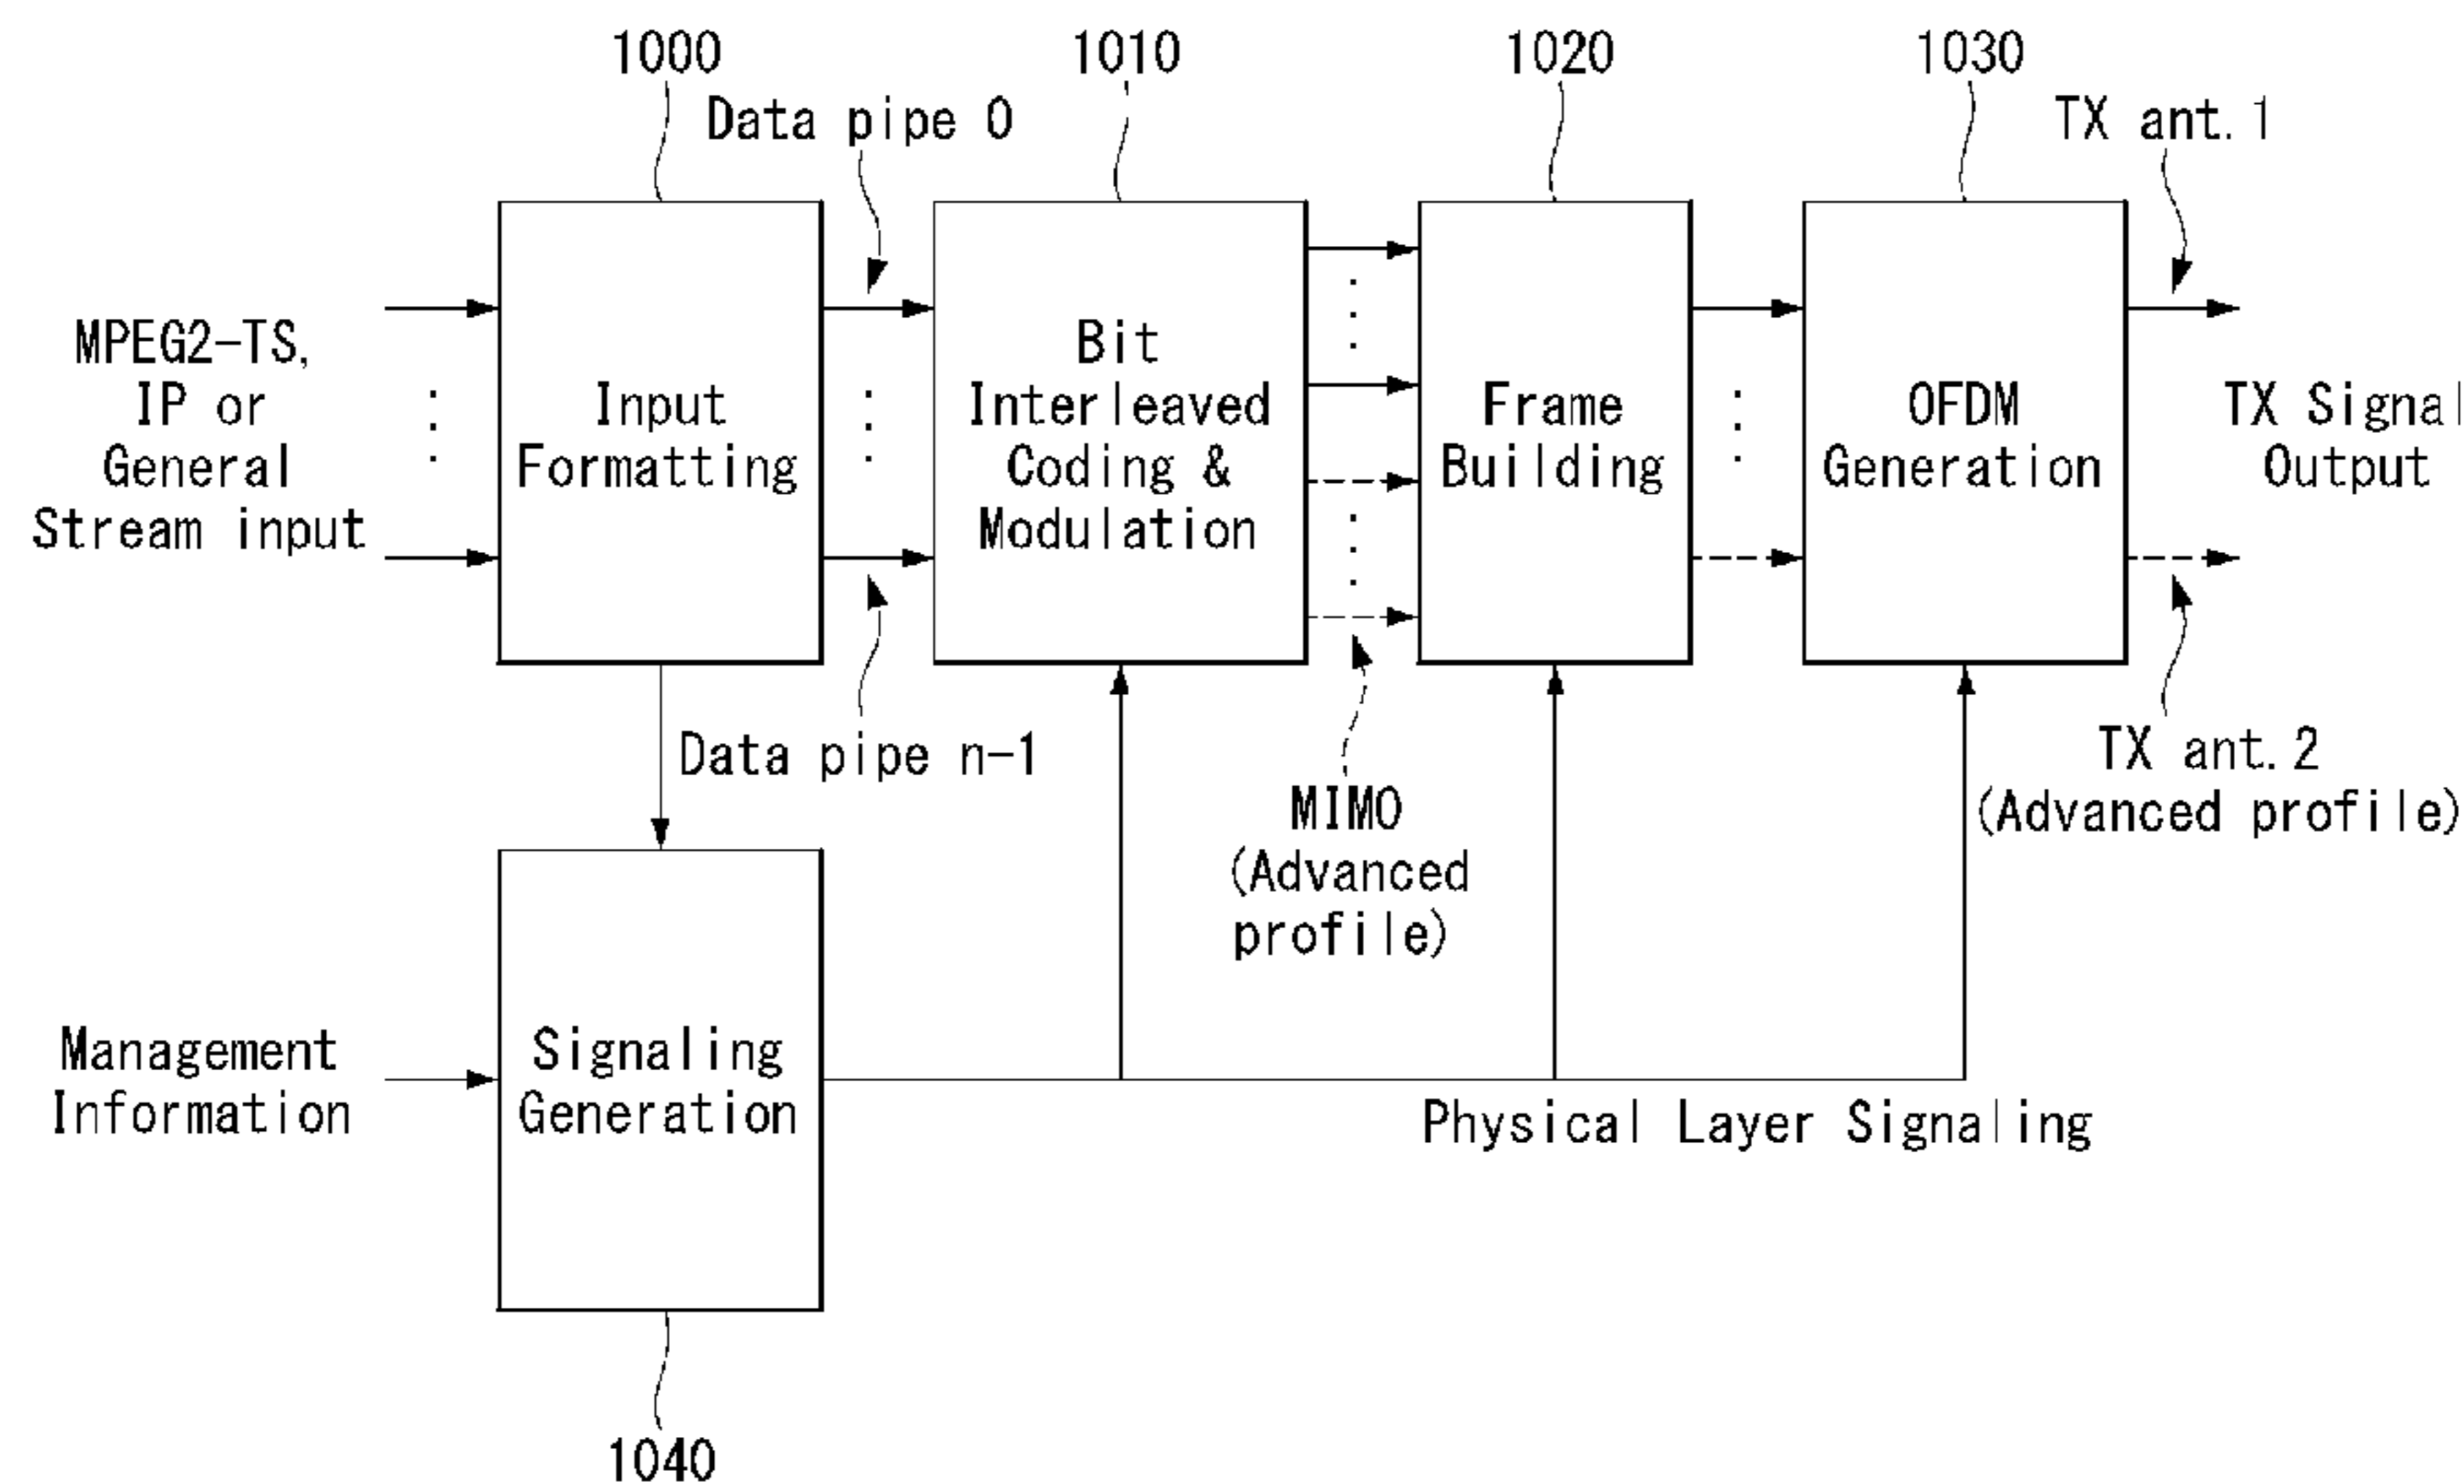 1000
1010
1020
1030
Data pipe 0
TX ant.1
MPEG2-TS,
IP or
General
Stream input
Input
Formatting
Bit
Interleaved
Coding &
Modulation
Frame
Building
OFDM
Generation
TX Signal
Output
Data pipe n-1
MIMO
(Advanced
profile)
TX ant.2
(Advanced profile)
Management
Information
Signaling
Generation
Physical Layer Signaling
1040